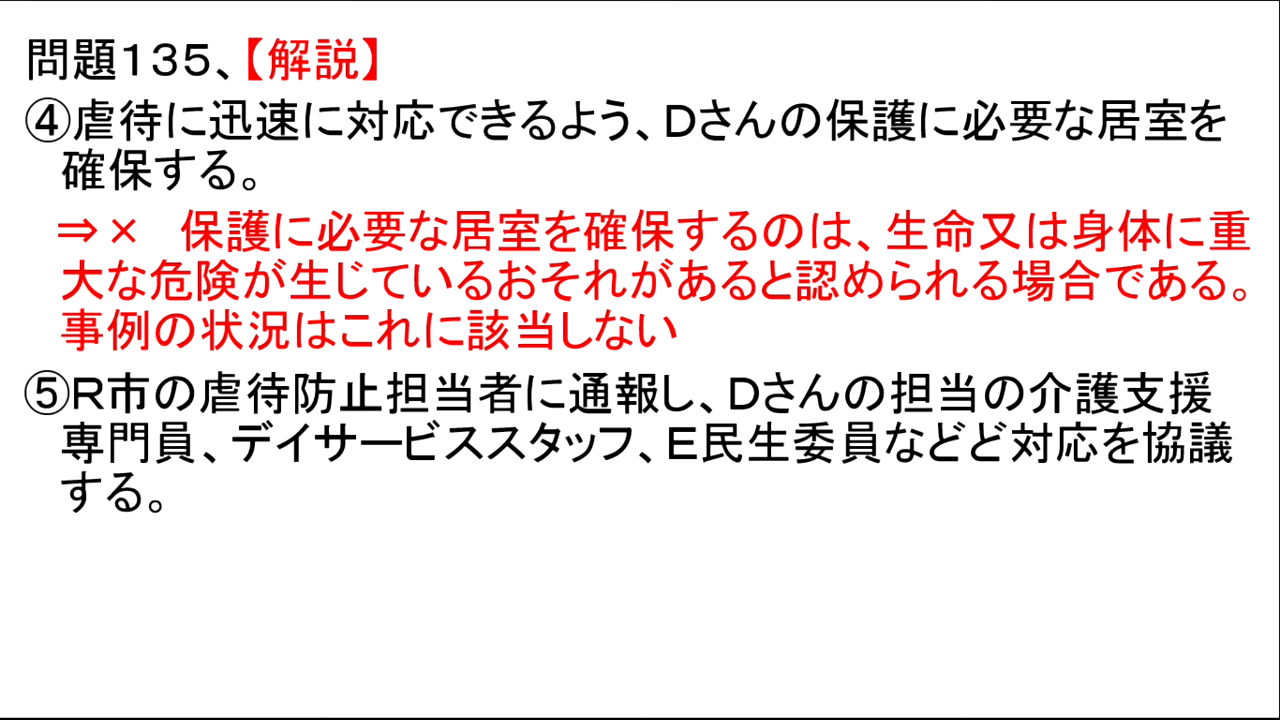 問題１３５、【解説】
④虐待に迅速に対応できるよう、Ｄさんの保護に必要な居室を
確保する。
⇒×　保護に必要な居室を確保するのは、生命又は身体に重
大な危険が生じているおそれがあると認められる場合である。
事例の状況はこれに該当しない
⑤Ｒ市の虐待防止担当者に通報し、Ｄさんの担当の介護支援
専門員、デイサービススタッフ、Ｅ民生委員などど対応を協議
する。